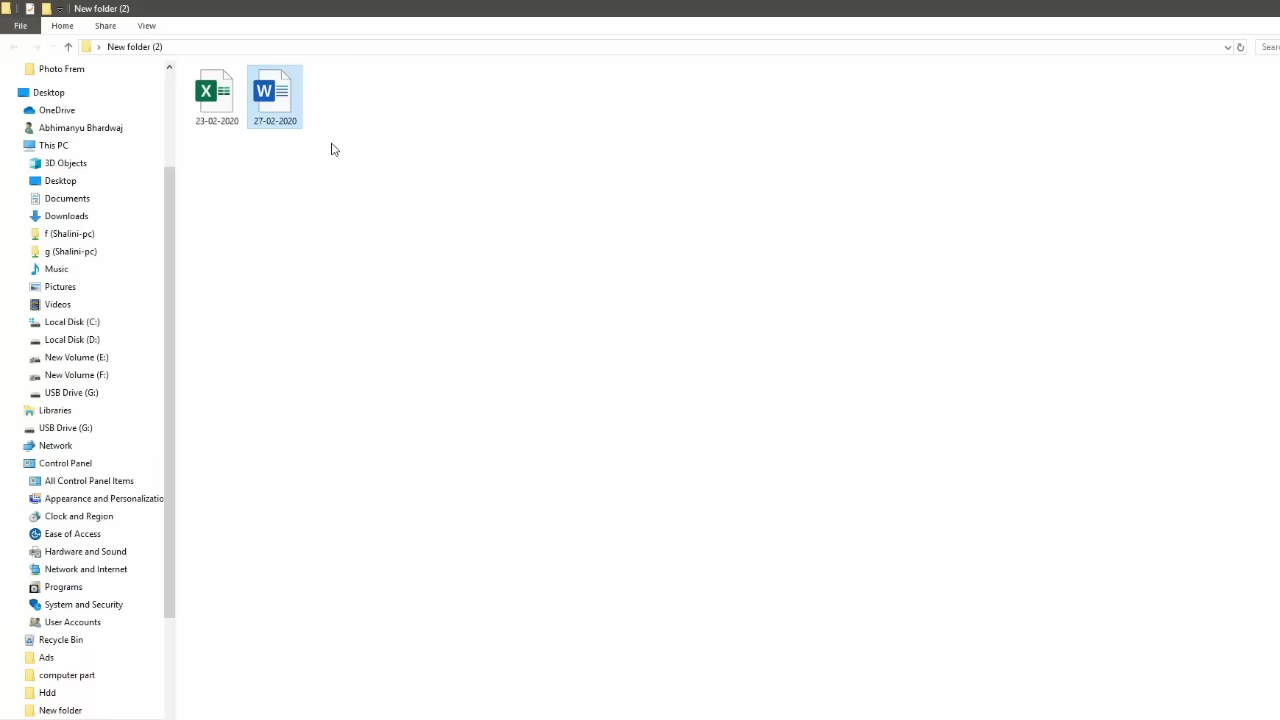 New folder (2)
File Home Share View
New folder (2)
Sear
Photo Frem
Desktop
OneDrive
Abhimanyu Bhardwaj
This PC
3D Objects
Desktop
Documents
Downloads
f (Shalini-pc)
g (Shalini-pc)
Music
Pictures
Videos
Local Disk (C:)
Local Disk (D:)
New Volume (E:)
New Volume (F:)
USB Drive (G:)
Libraries
USB Drive (G:)
Network
Control Panel
All Control Panel Items
Appearance and Personalizatio
Clock and Region
Ease of Access
Hardware and Sound
Network and Internet
Programs
System and Security
User Accounts
Recycle Bin
Ads
computer part
Hdd
New folder
X W
23-02-2020 27-02-2020